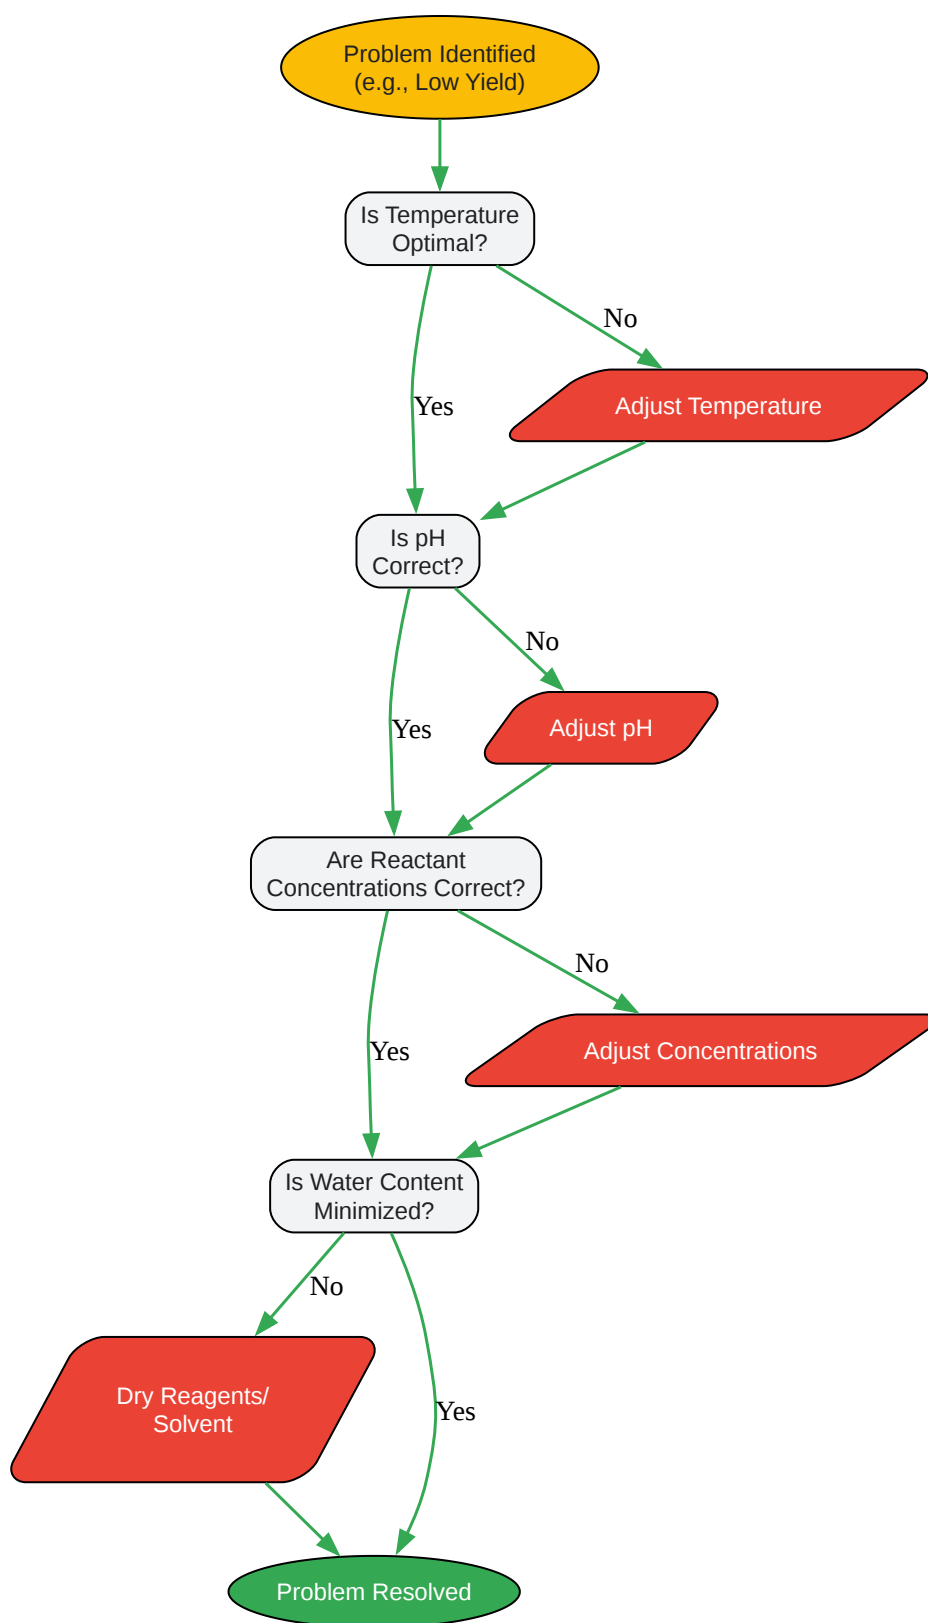 Problem Identified
(e.g., Low Yield)
Is Temperature
Optimal?
No
Yes
Adjust Temperature
Is pH
Correct?
No
Yes
Adjust pH
Are Reactant
Concentrations Correct?
No
Yes
Adjust Concentrations
Is Water Content
Minimized?
No
Yes
Dry Reagents/
Solvent
Problem Resolved